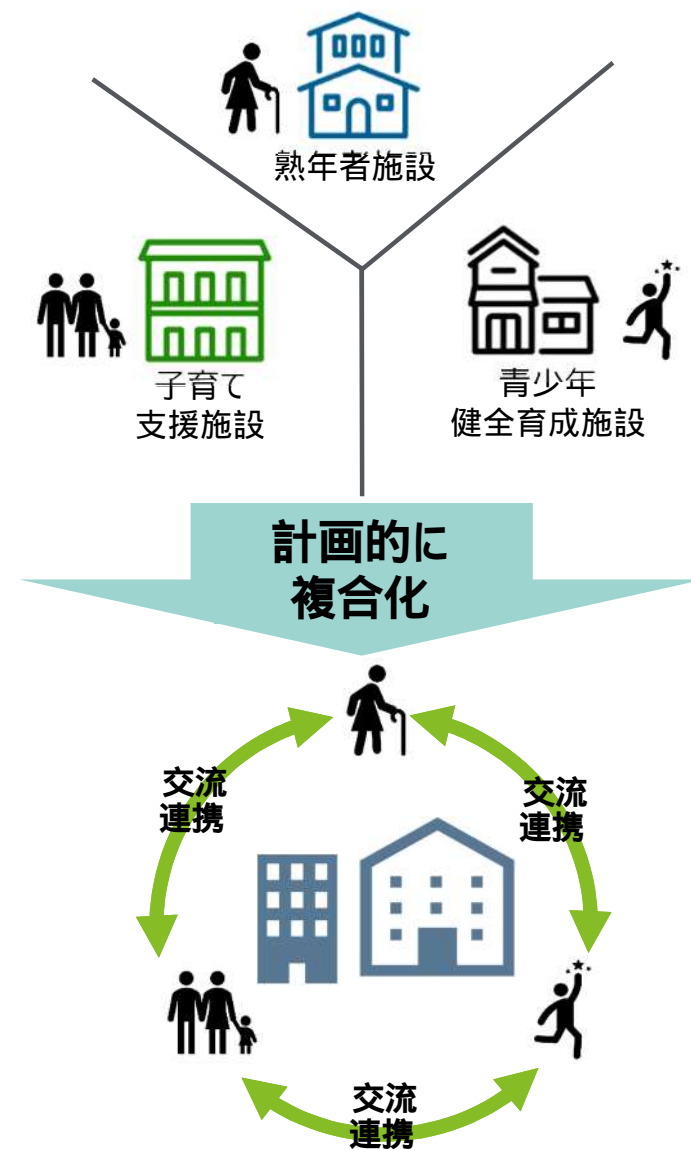 熟年者施設
子育て
支援施設
青少年
健全育成施設
計画的に
複合化
交流
連携
交流
連携
交流
連携